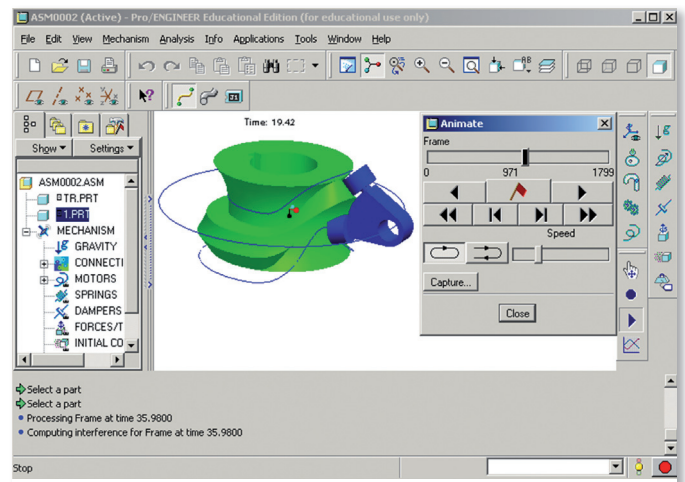 ASM0002 (Active) - Pro/ENGINEER Educational Edition (for educational use only)
File Edit View Mechanism Analysis Info Applications Tools Window Help
Show Settings
ASM0002.ASM
TR.PRT
1.PRT
MECHANISM
GRAVITY
CONNECTI
MOTORS
SPRINGS
DAMPERS
FORCES/T
INITIAL CO
Time: 19.42
Animate
Frame
0 971 1799
Speed
Capture...
Close
Select a part
Select a part
Processing Frame at time 35.9800
Computing interference for Frame at time 35.9800
Stop